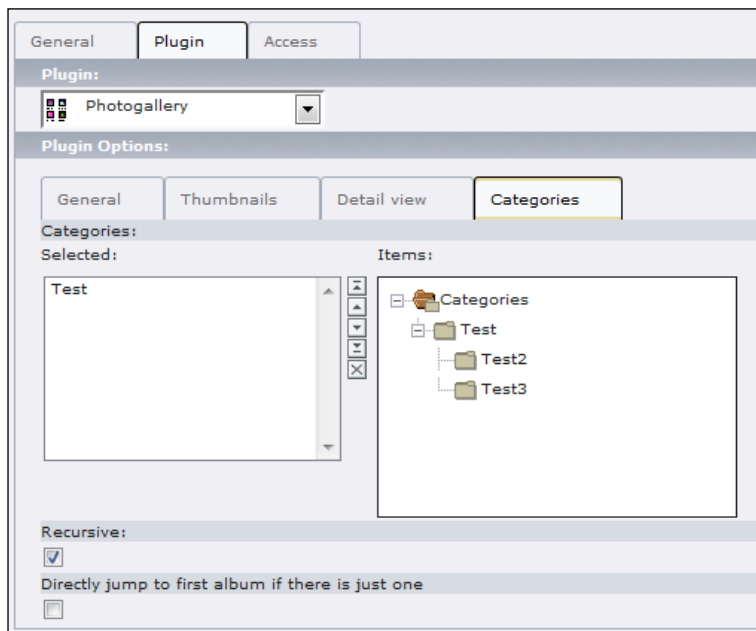 General Plugin Access
Plugin:
Photogallery
Plugin Options:
General Thumbnails Detail view Categories
Categories:
Selected: Items:
Test
Categories
Test
Test2
Test3
Recursive:
Directly jump to first album if there is just one